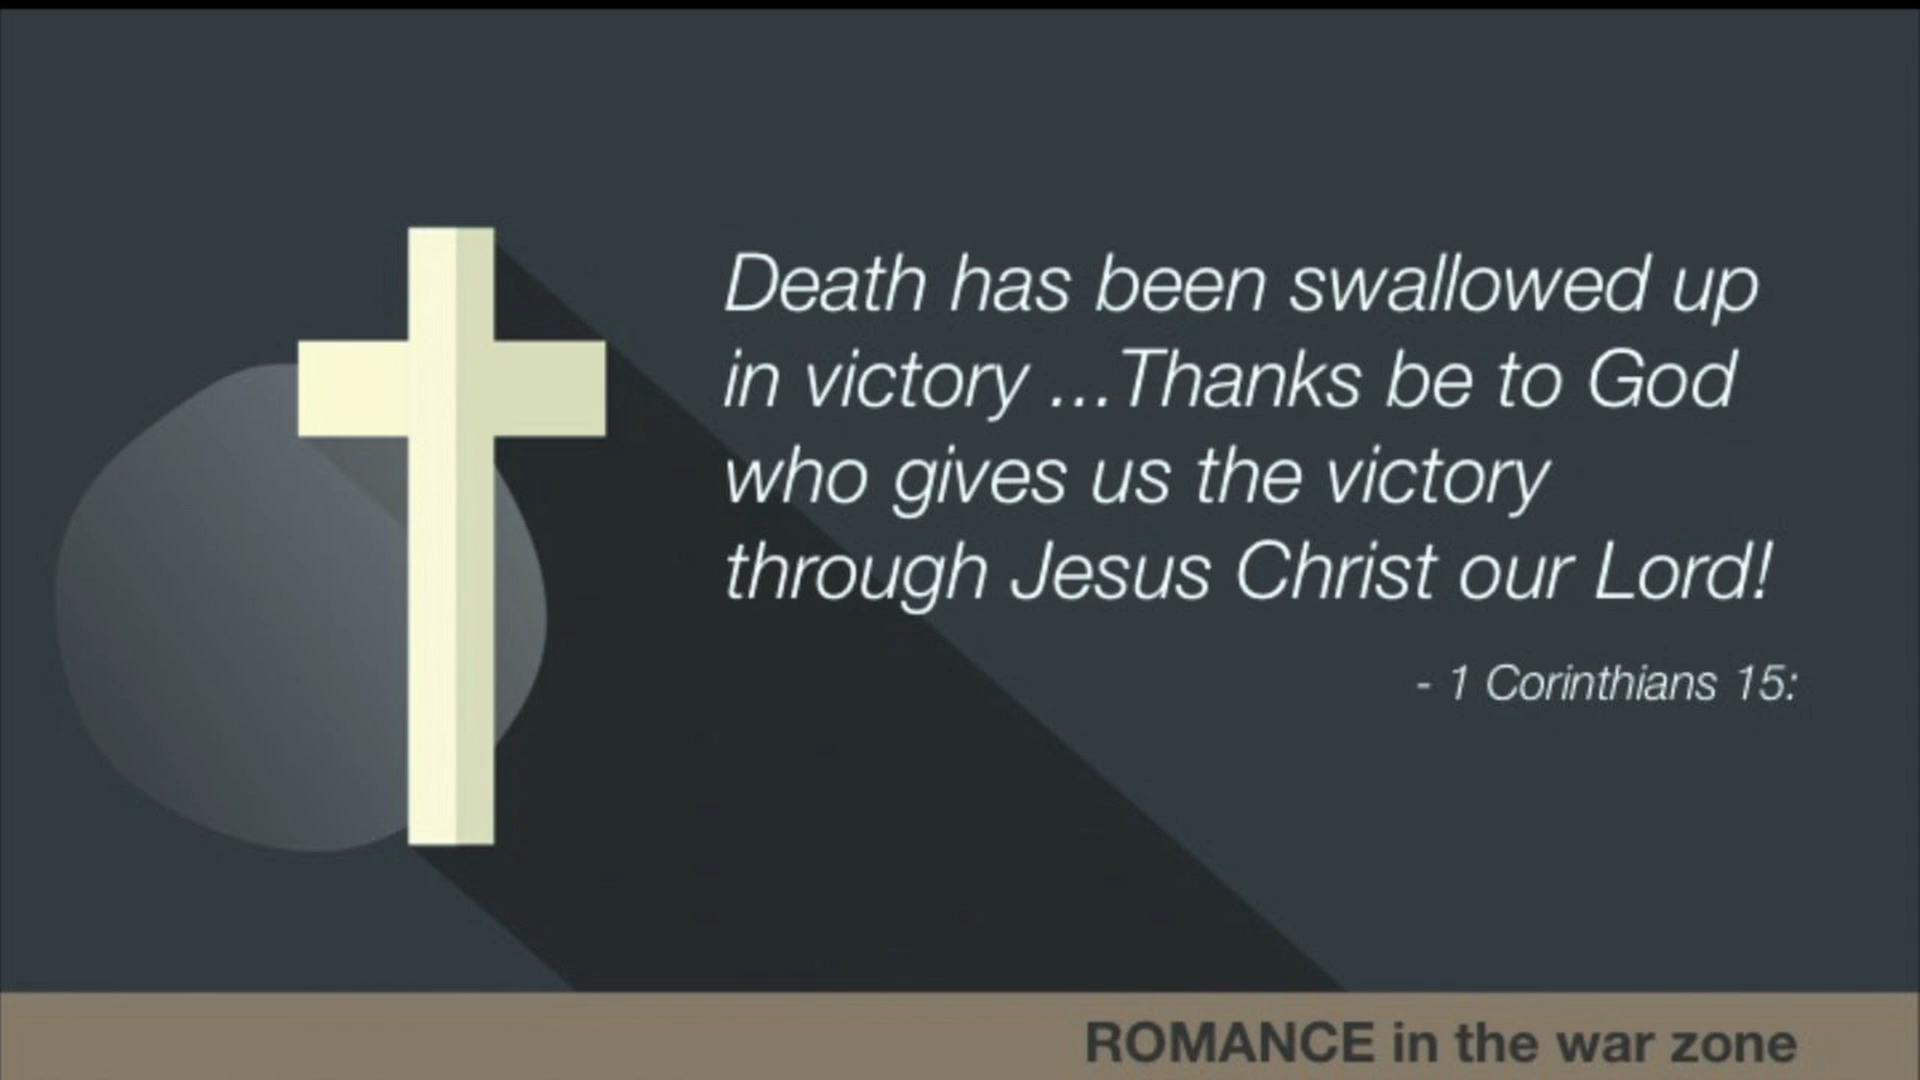 Death has been swallowed up
in victory ...Thanks be to God
who gives us the victory
through Jesus Christ our Lord!
- 1 Corinthians 15:
ROMANCE in the war zone